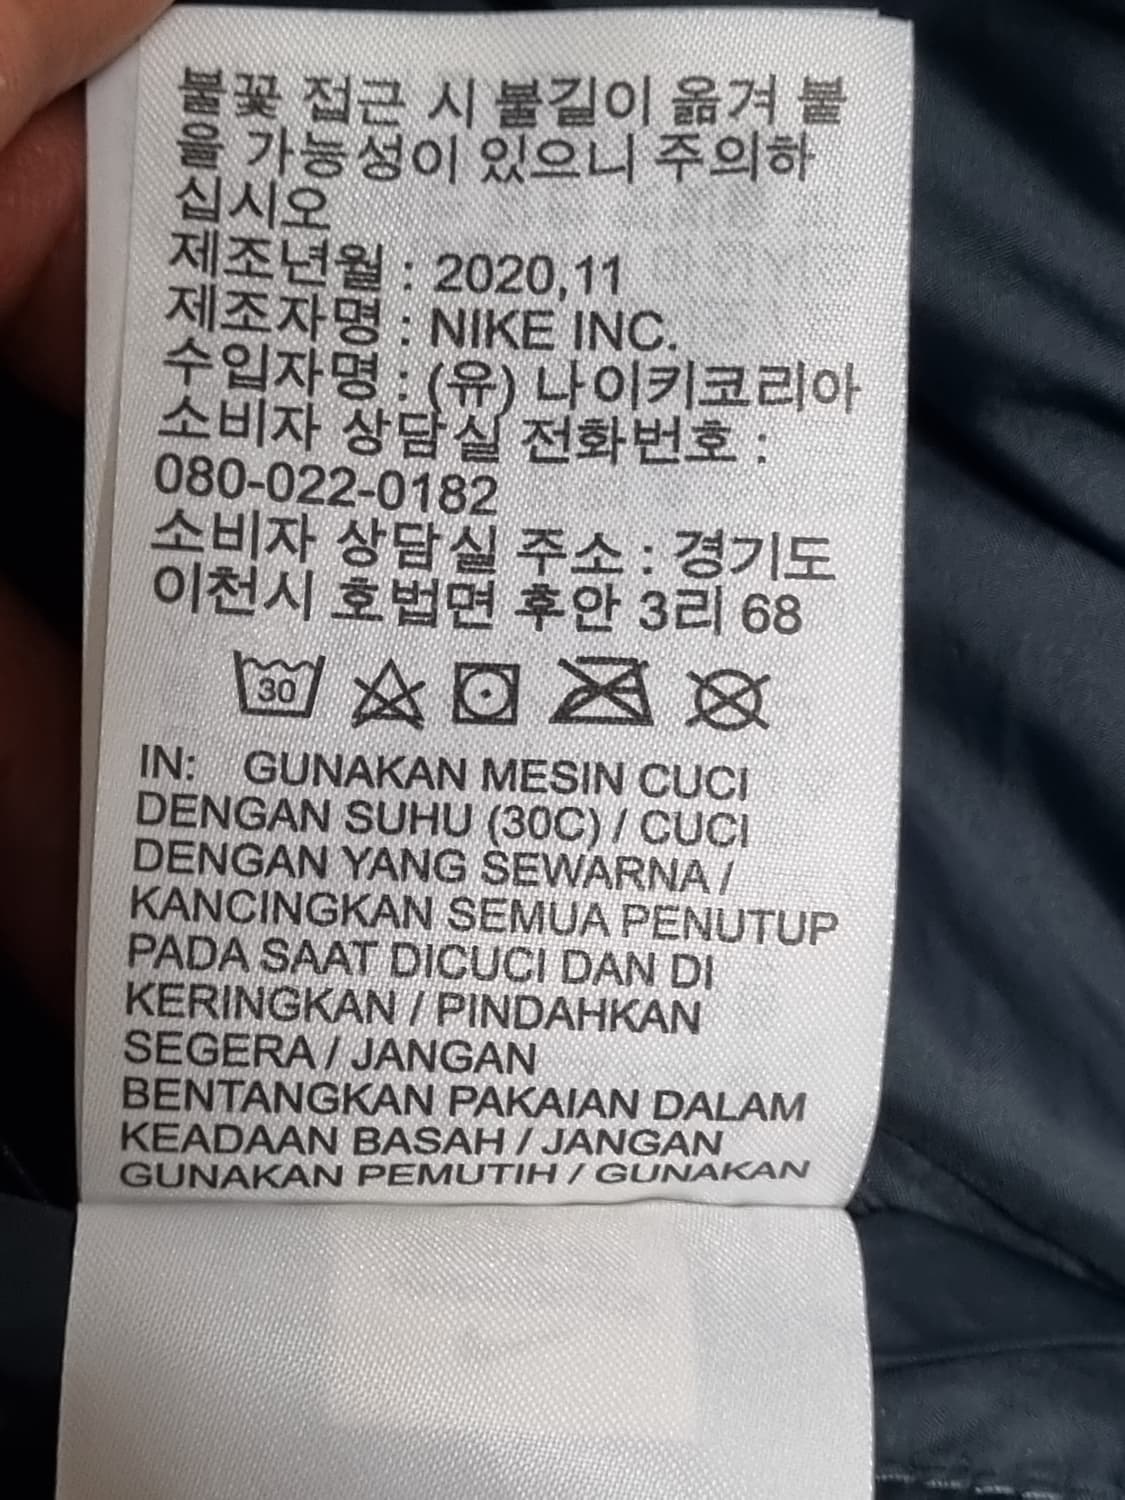 불꽃 접근 시 불길이 옮겨 붙
을 가능성이 있으니 주의하
십시오
제조년월 : 2020,11
제조자명 : NIKE INC.
수입자명 : (유) 나이키코리아
소비자 상담실 전화번호 :
080-022-0182
소비자 상담실 주소 : 경기도
이천시 호법면 후안 3리 68
30
IN: GUNAKAN MESIN CUCI
DENGAN SUHU (30C) / CUCI
DENGAN YANG SEWARNA /
KANCINGKAN SEMUA PENUTUP
PADA SAAT DICUCI DAN DI
KERINGKAN / PINDAHKAN
SEGERA / JANGAN
BENTANGKAN PAKAIAN DALAM
KEADAAN BASAH / JANGAN
GUNAKAN PEMUTIH / GUNAKAN